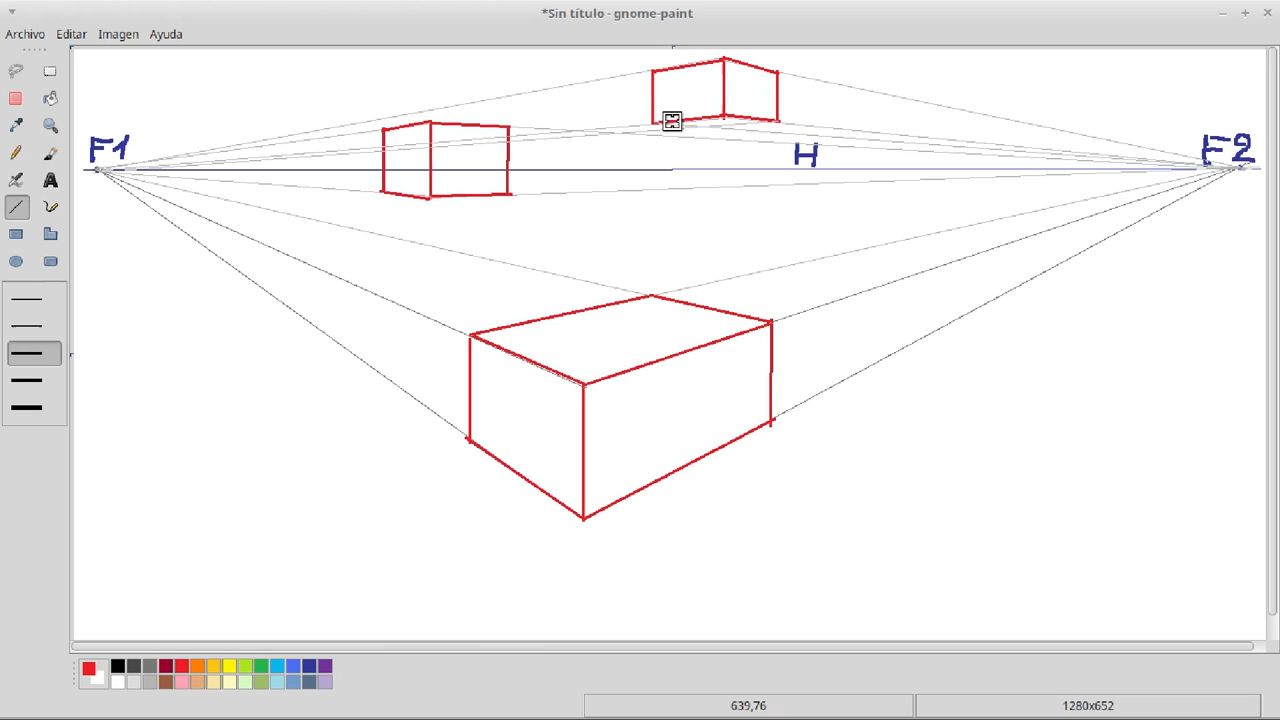 *Sin título - gnome-paint
Archivo Editar Imagen Ayuda
F1
H
F2
A
639,76
1280x652